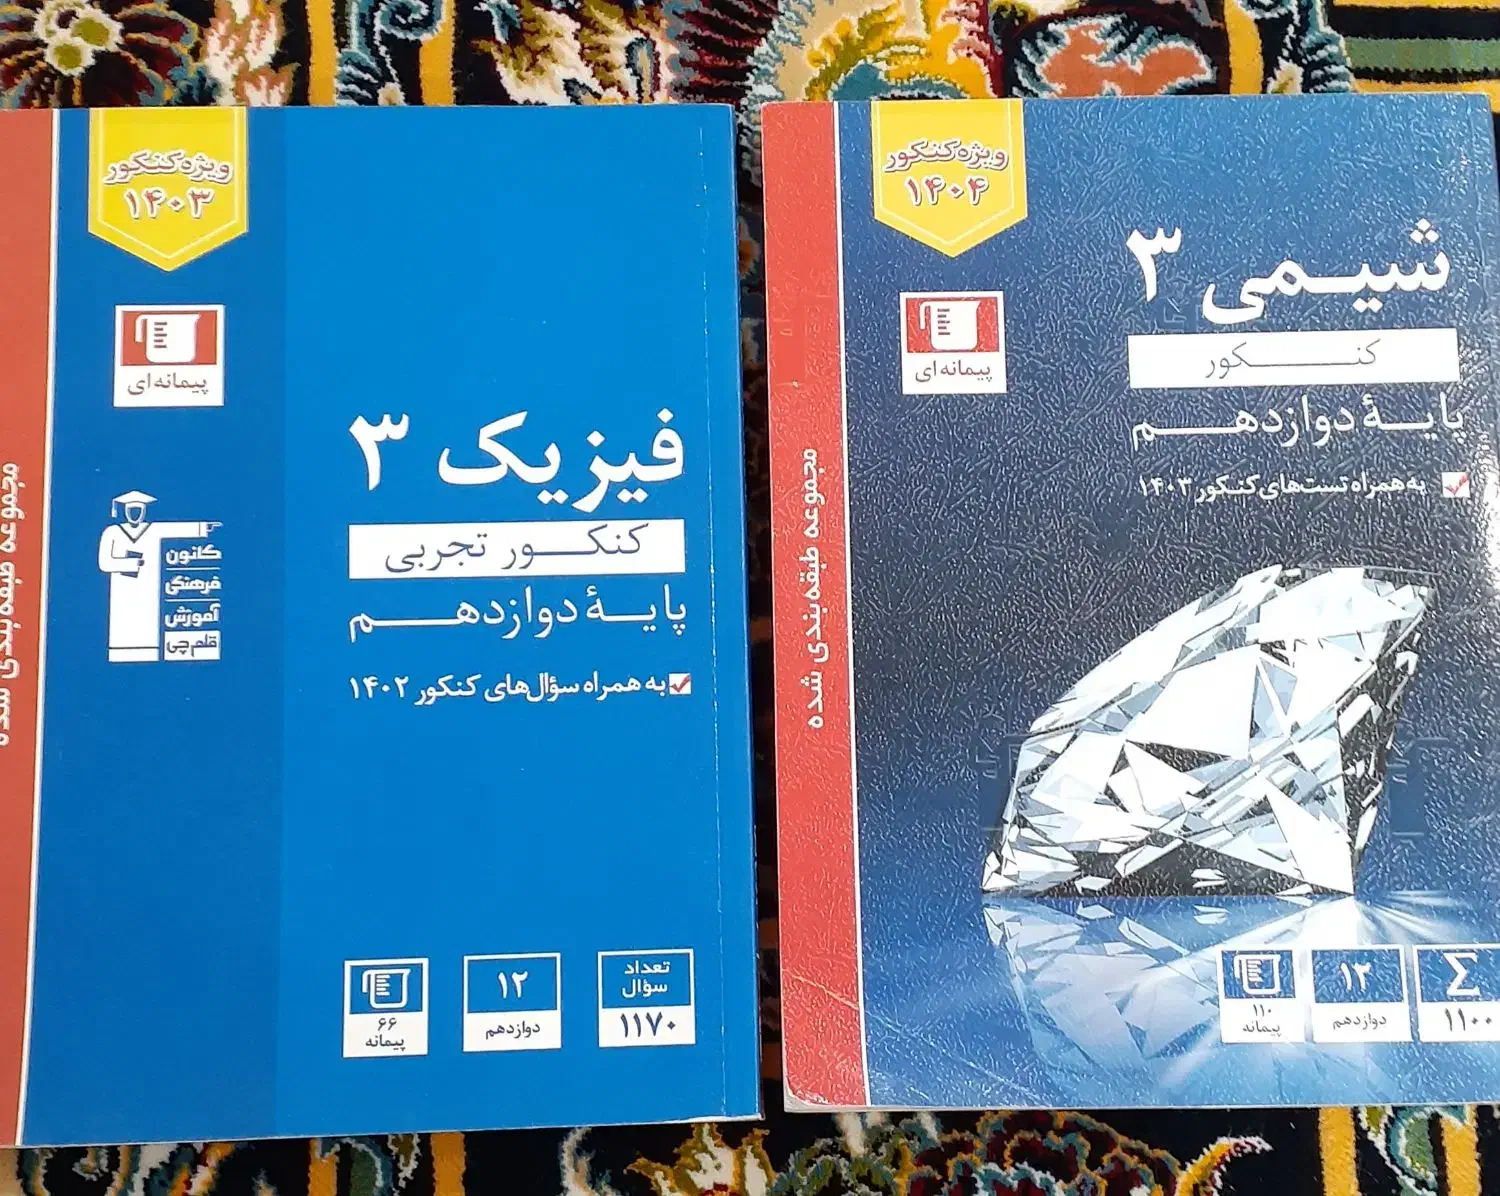 ویژه کنکور
۱۴۰۳
پیمانه‌ای
فیزیک ۳
کنکور تجربی
پایهٔ دوازدهم
به همراه سؤال‌های کنکور ۱۴۰۲
کانون
فرهنگی
آموزش
قلم‌چی
مجموعه طبقه‌بندی شده
تعداد
سؤال
۱۱۷۰
۱۲
دوازدهم
۶۶
پیمانه
ویژه کنکور
۱۴۰۴
پیمانه‌ای
شیمی ۳
کنکور
پایهٔ دوازدهم
به همراه تست‌های کنکور ۱۴۰۳
مجموعه طبقه‌بندی شده
Σ
۱۱۰۰
۱۲
دوازدهم
۱۱۰
پیمانه